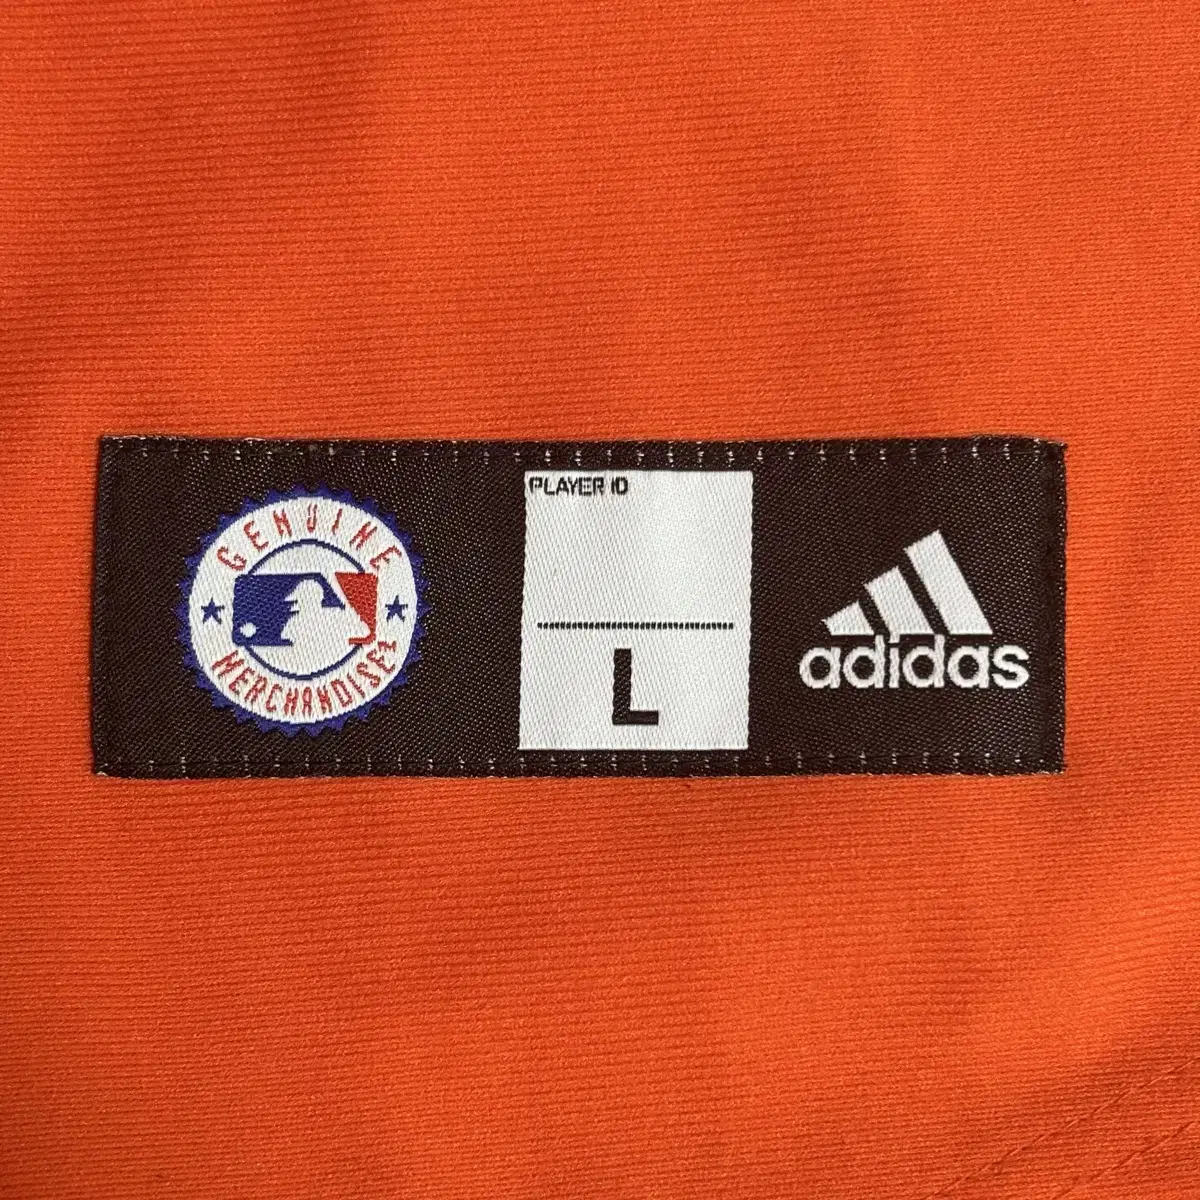 GENUINE
MERCHANDISE
PLAYER ID
L
adidas